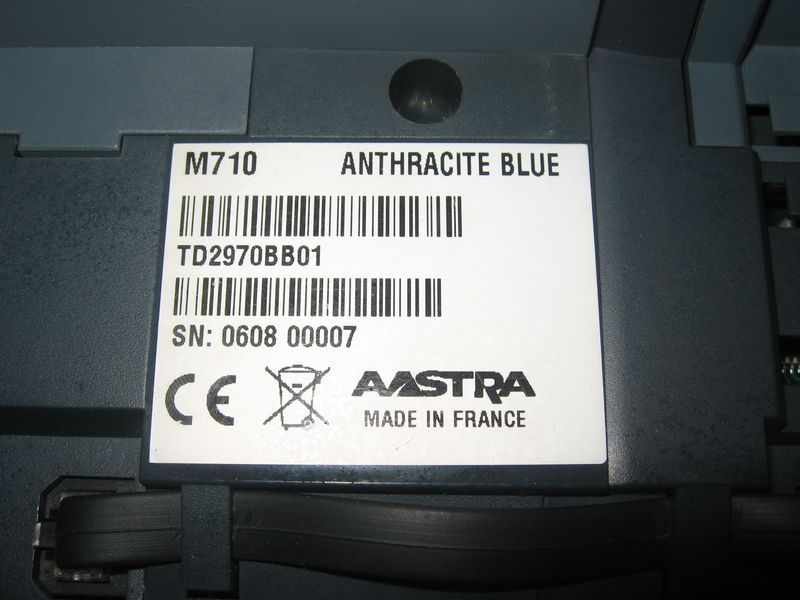 M710 ANTHRACITE BLUE
TD2970BB01
SN: 0608 00007
CE AASTRA
MADE IN FRANCE